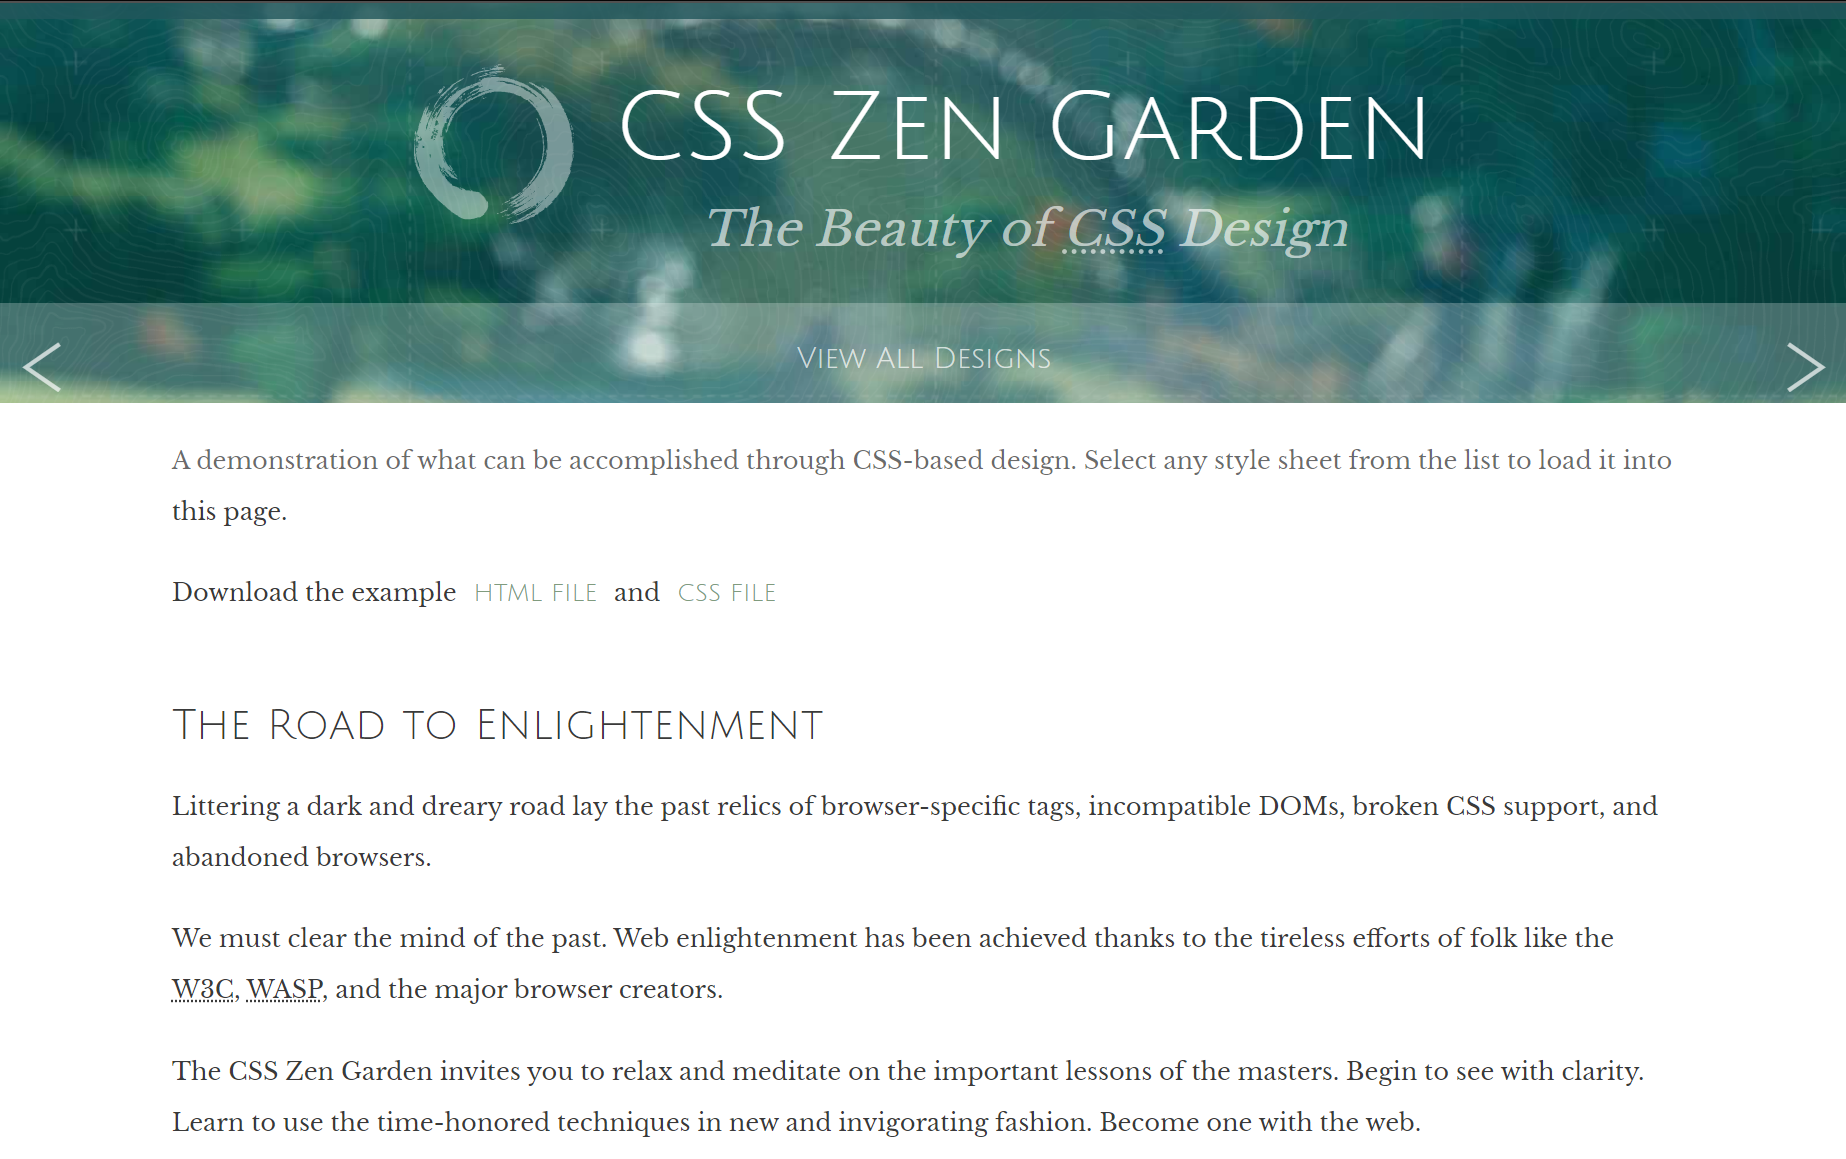 CSS Zen Garden
The Beauty of CSS Design
View All Designs
A demonstration of what can be accomplished through CSS-based design. Select any style sheet from the list to load it into
this page.
Download the example HTML FILE and CSS FILE
The Road to Enlightenment
Littering a dark and dreary road lay the past relics of browser-specific tags, incompatible DOMs, broken CSS support, and
abandoned browsers.
We must clear the mind of the past. Web enlightenment has been achieved thanks to the tireless efforts of folk like the
W3C, WASP, and the major browser creators.
The CSS Zen Garden invites you to relax and meditate on the important lessons of the masters. Begin to see with clarity.
Learn to use the time-honored techniques in new and invigorating fashion. Become one with the web.